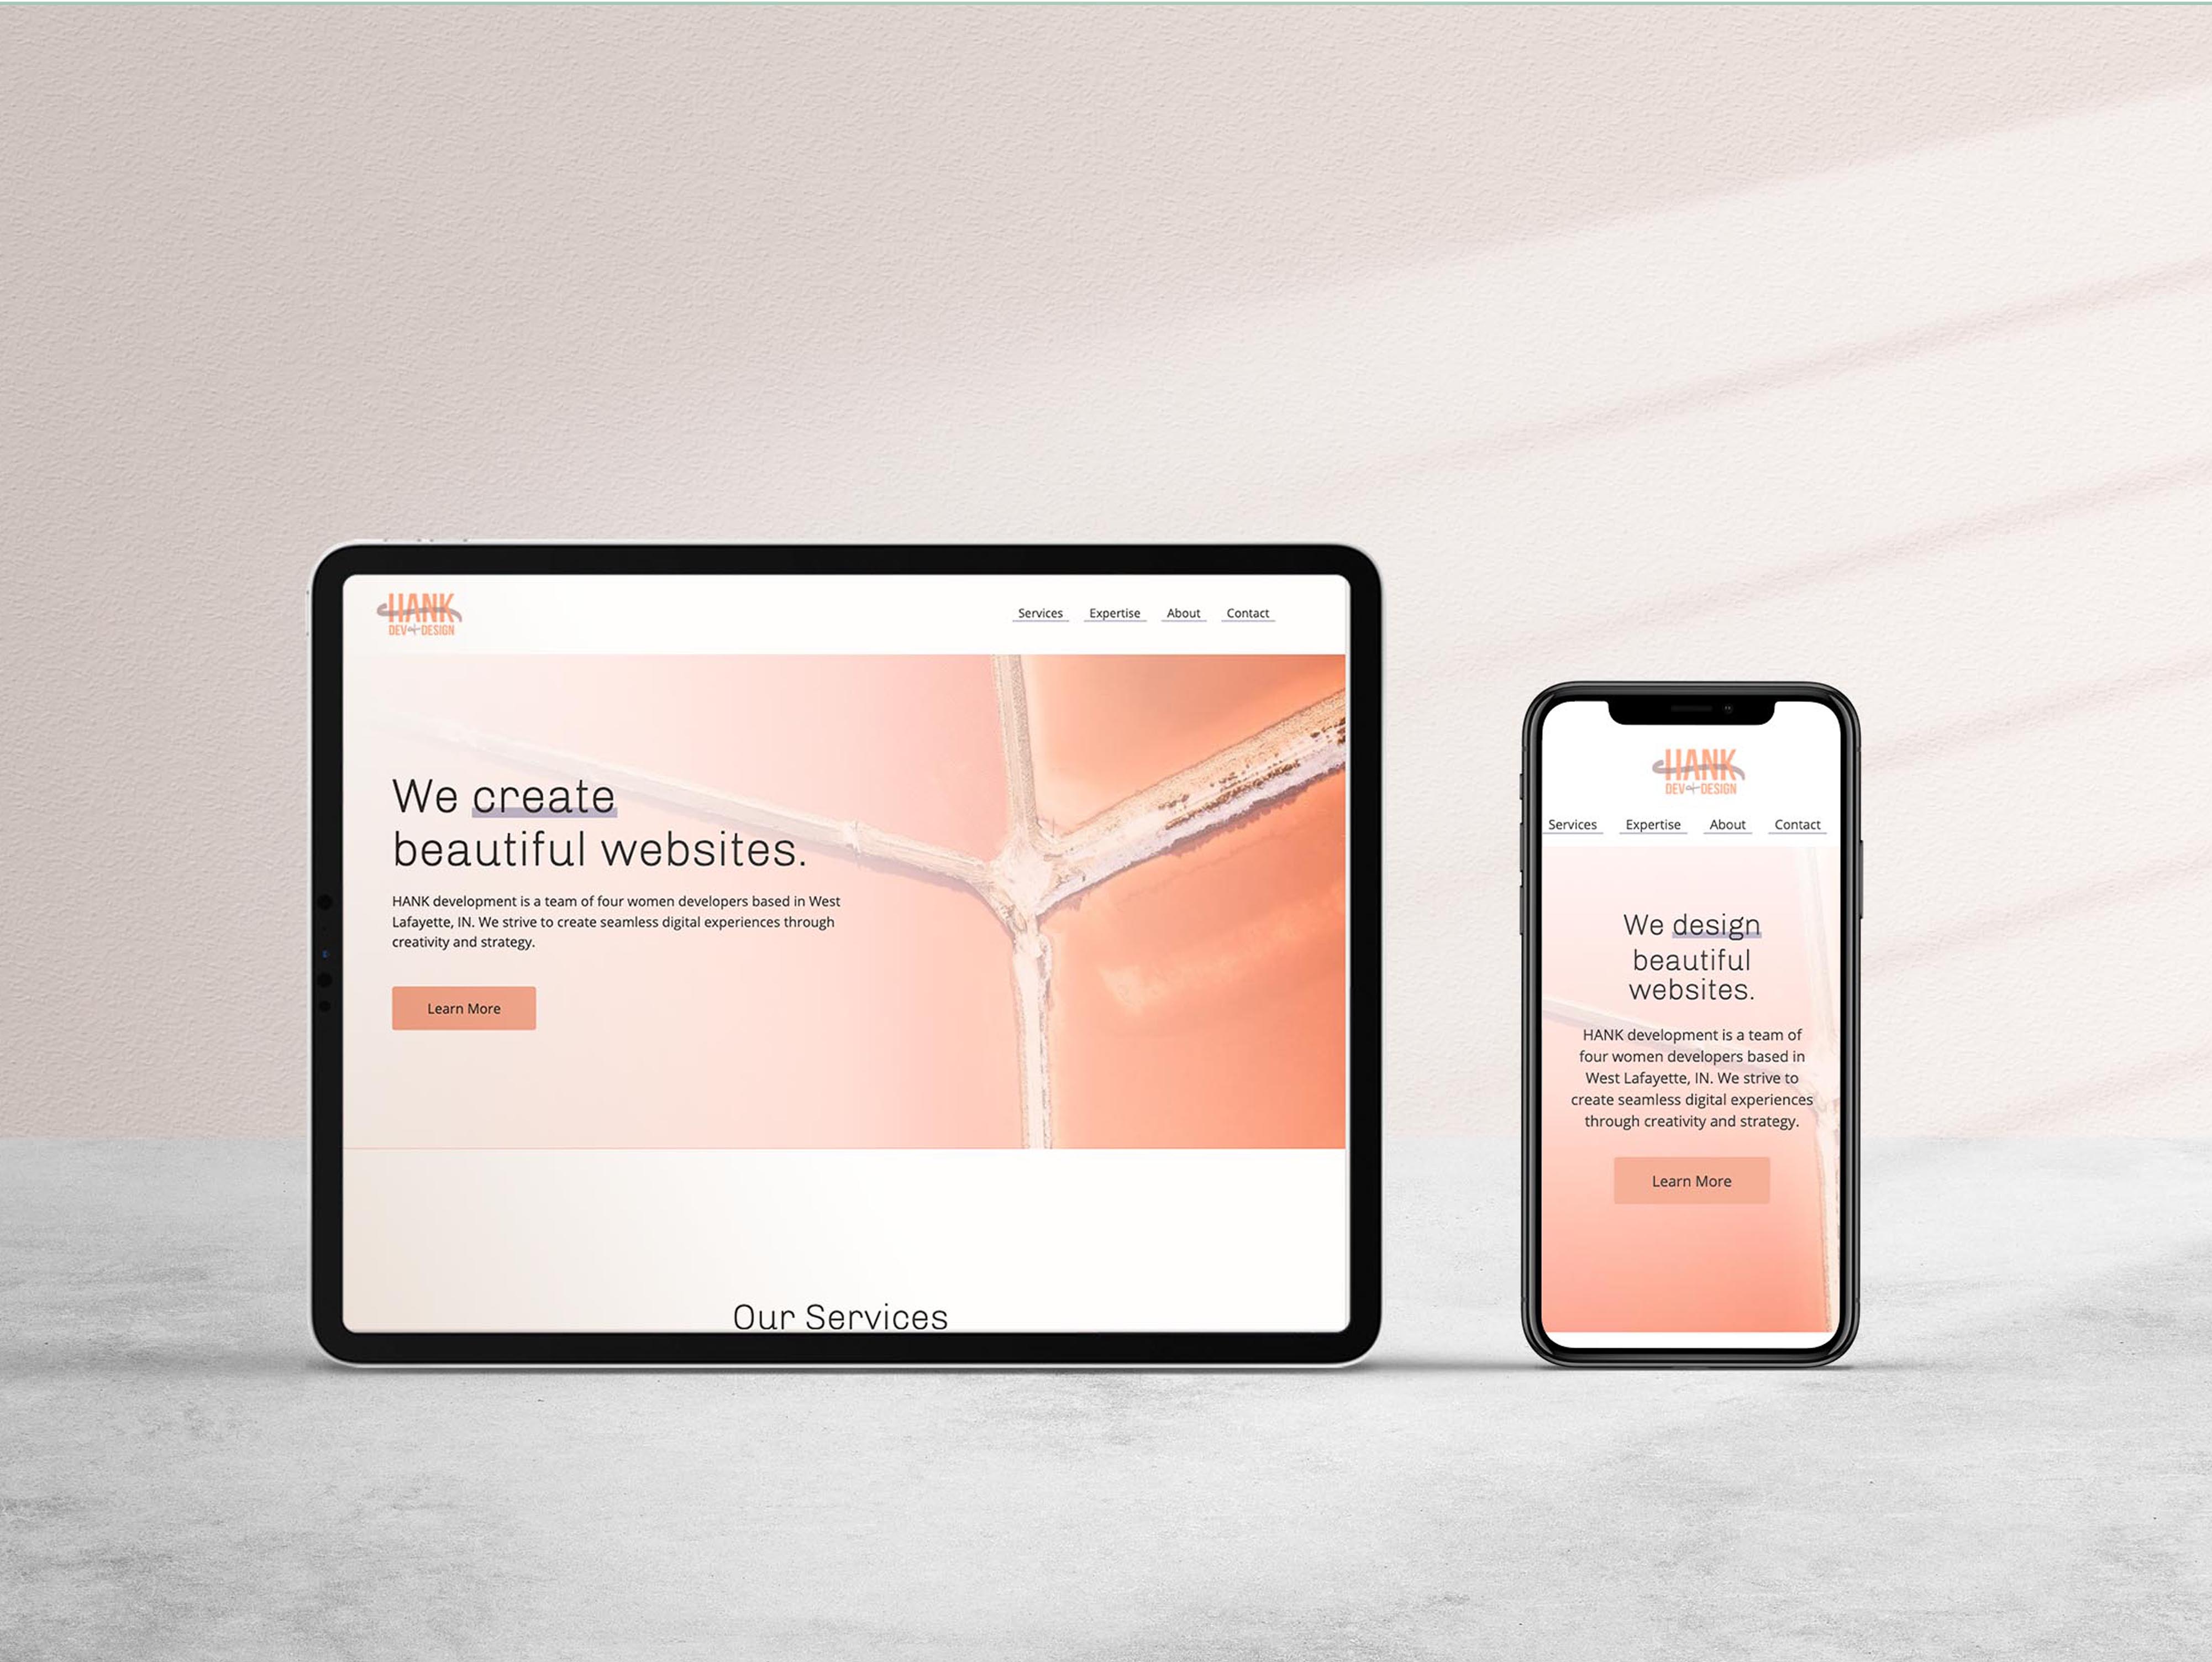 HANK
DEV & DESIGN
Services Expertise About Contact
We create
beautiful websites.
HANK development is a team of four women developers based in West
Lafayette, IN. We strive to create seamless digital experiences through
creativity and strategy.
Learn More
Our Services
HANK
DEV & DESIGN
Services Expertise About Contact
We design
beautiful
websites.
HANK development is a team of
four women developers based in
West Lafayette, IN. We strive to
create seamless digital experiences
through creativity and strategy.
Learn More